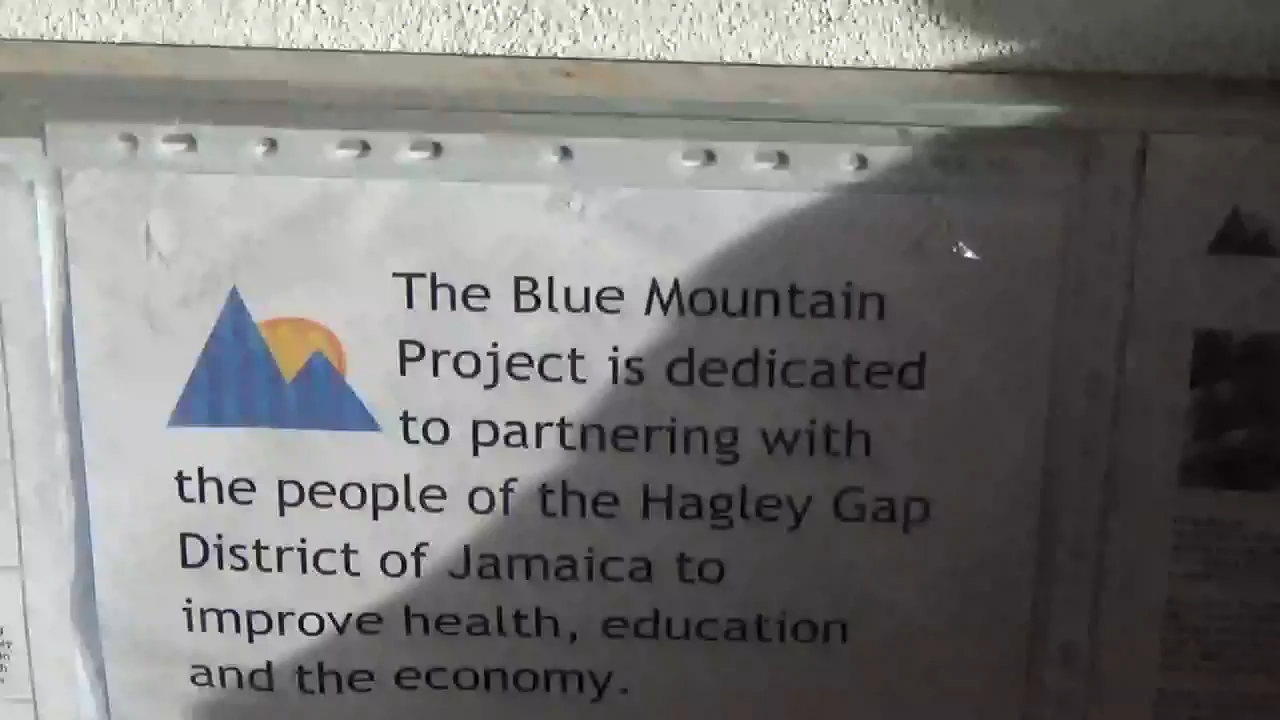 The Blue Mountain
Project is dedicated
to partnering with
the people of the Hagley Gap
District of Jamaica to
improve health, education
and the economy.